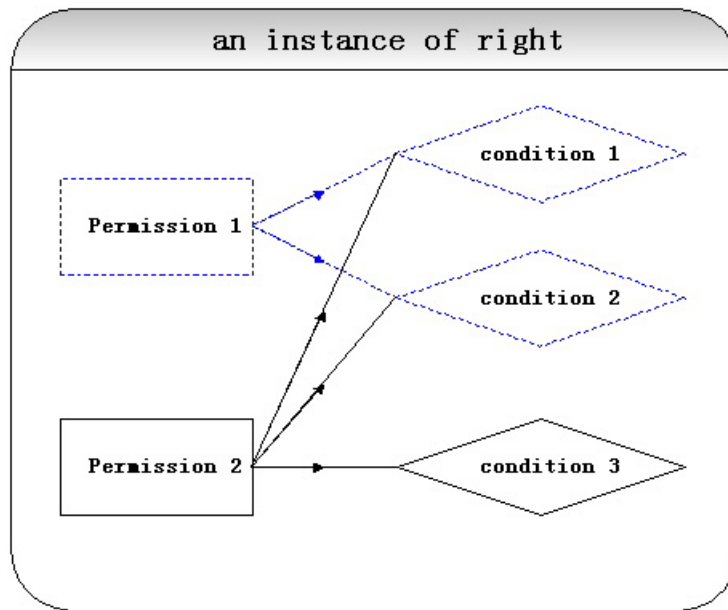 an instance of right
condition 1
Permission 1
condition 2
Permission 2
condition 3